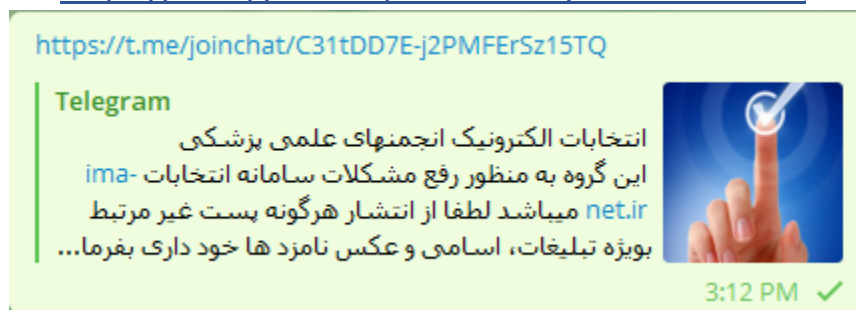 https://t.me/joinchat/C31tDD7E-j2PMFErSz15TQ
Telegram
انتخابات الکترونیک انجمنهای علمی پزشکی
این گروه به منظور رفع مشکلات سامانه انتخابات ima-
net.ir میباشد لطفا از انتشار هرگونه پست غیر مرتبط
بویژه تبلیغات، اسامی و عکس نامزد ها خود داری بفرما...
3:12 PM